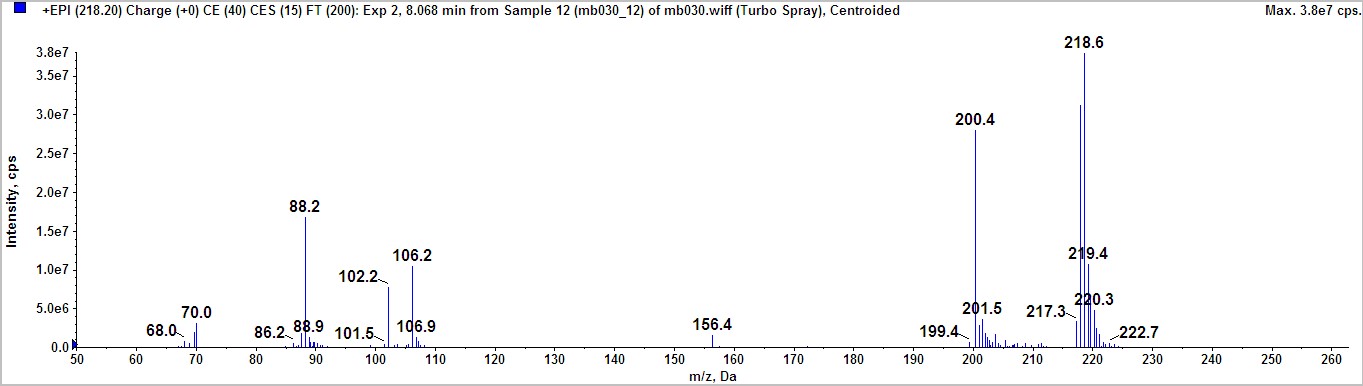 +EPI (218.20) Charge (+0) CE (40) CES (15) FT (200): Exp 2, 8.068 min from Sample 12 (mb030_12) of mb030.wiff (Turbo Spray), Centroided
Max. 3.8e7 cps.
Intensity, cps
3.8e7
3.5e7
3.0e7
2.5e7
2.0e7
1.5e7
1.0e7
5.0e6
0.0
218.6
200.4
88.2
106.2
102.2
219.4
70.0
68.0
86.2
88.9
101.5
106.9
156.4
199.4
201.5
217.3
220.3
222.7
50 60 70 80 90 100 110 120 130 140 150 160 170 180 190 200 210 220 230 240 250 260
m/z, Da